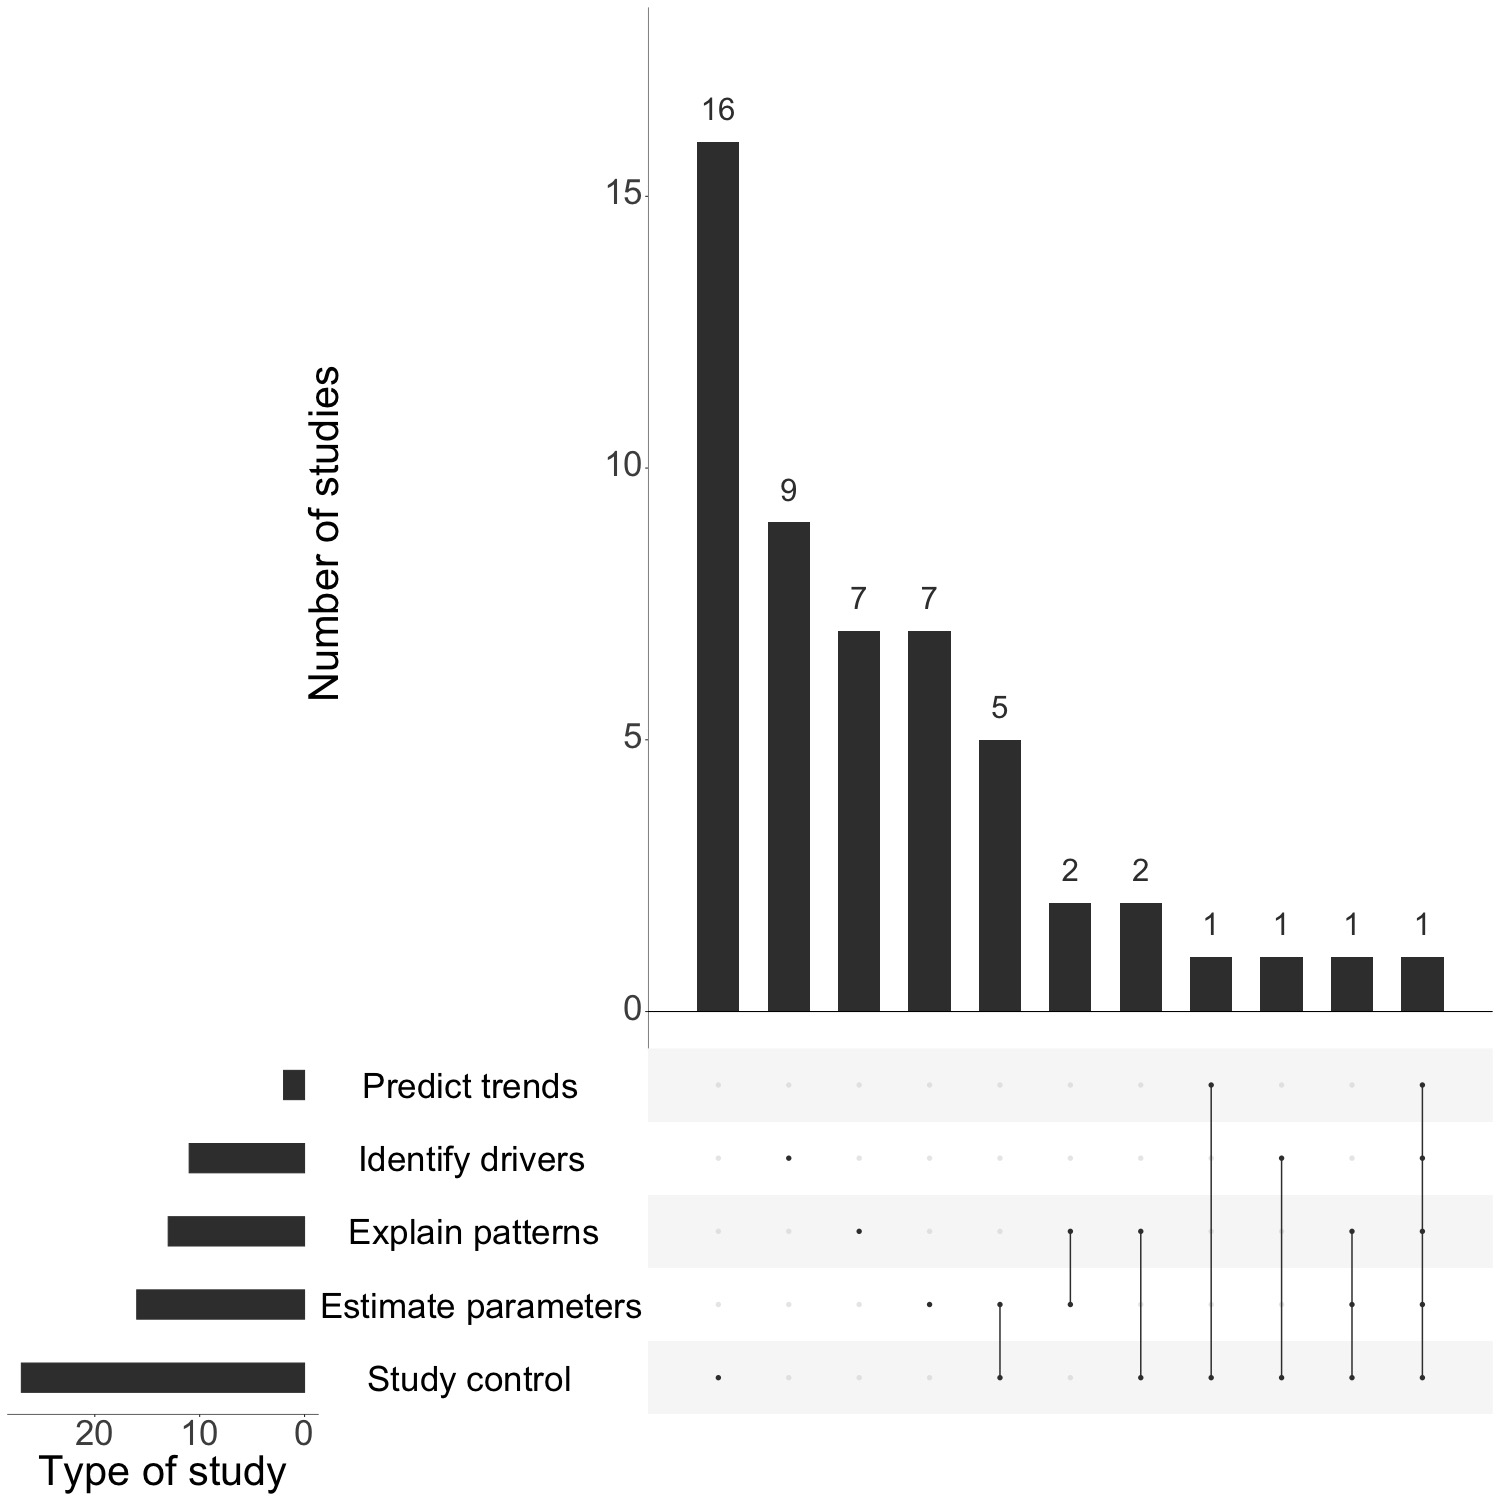 Number of studies
15
10
5
0
16
9
7
7
5
2
2
1
1
1
1
Predict trends
Identify drivers
Explain patterns
Estimate parameters
Study control
20 10 0
Type of study